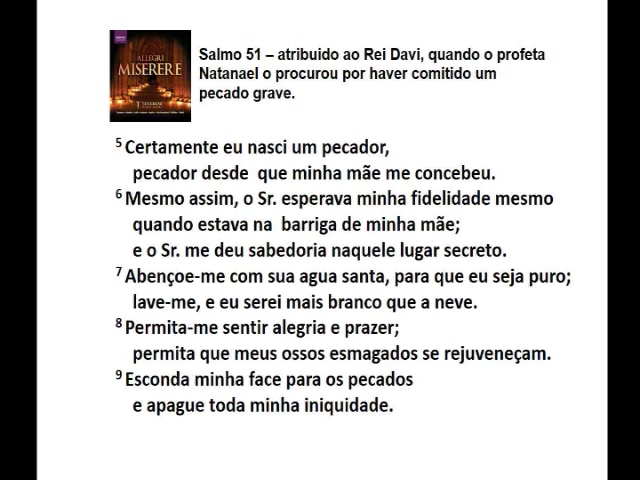 ALLEGRI
MISERERE
TENEBRAE
Salmo 51 – atribuido ao Rei Davi, quando o profeta
Natanael o procurou por haver comitido um
pecado grave.
5 Certamente eu nasci um pecador,
pecador desde que minha mãe me concebeu.
6 Mesmo assim, o Sr. esperava minha fidelidade mesmo
quando estava na barriga de minha mãe;
e o Sr. me deu sabedoria naquele lugar secreto.
7 Abençoe-me com sua agua santa, para que eu seja puro;
lave-me, e eu serei mais branco que a neve.
8 Permita-me sentir alegria e prazer;
permita que meus ossos esmagados se rejuveneçam.
9 Esconda minha face para os pecados
e apague toda minha iniquidade.